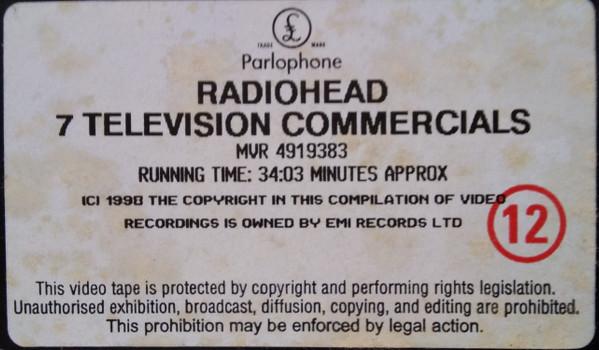 £
TRADE MARK
Parlophone
RADIOHEAD
7 TELEVISION COMMERCIALS
MVR 4919383
RUNNING TIME: 34:03 MINUTES APPROX
(C) 1998 THE COPYRIGHT IN THIS COMPILATION OF VIDEO
RECORDINGS IS OWNED BY EMI RECORDS LTD
12
This video tape is protected by copyright and performing rights legislation.
Unauthorised exhibition, broadcast, diffusion, copying, and editing are prohibited.
This prohibition may be enforced by legal action.